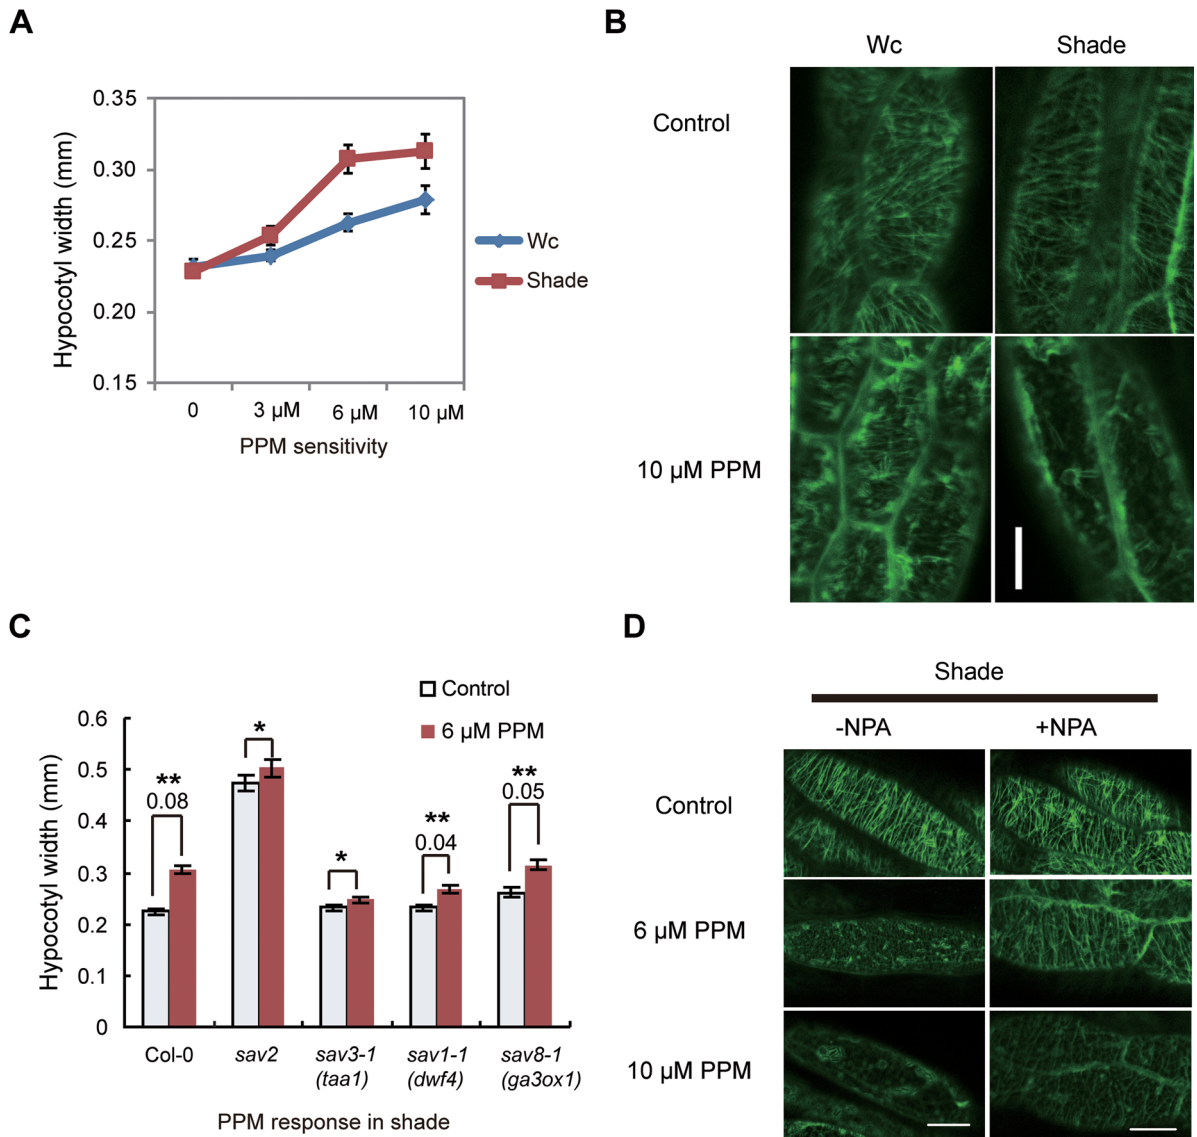 A
0.35
0.30
0.25
0.20
0.15
Hypocotyl width (mm)
0
3 µM
6 µM
10 µM
PPM sensitivity
Wc
Shade
B
Wc
Shade
Control
10 µM PPM
C
Control
6 µM PPM
0.6
0.5
0.4
0.3
0.2
0.1
0
Hypocotyl width (mm)
**
0.08
*
*
**
0.04
**
0.05
Col-0
sav2
sav3-1
(taa1)
sav1-1
(dwf4)
sav8-1
(ga3ox1)
PPM response in shade
D
Shade
-NPA
+NPA
Control
6 µM PPM
10 µM PPM